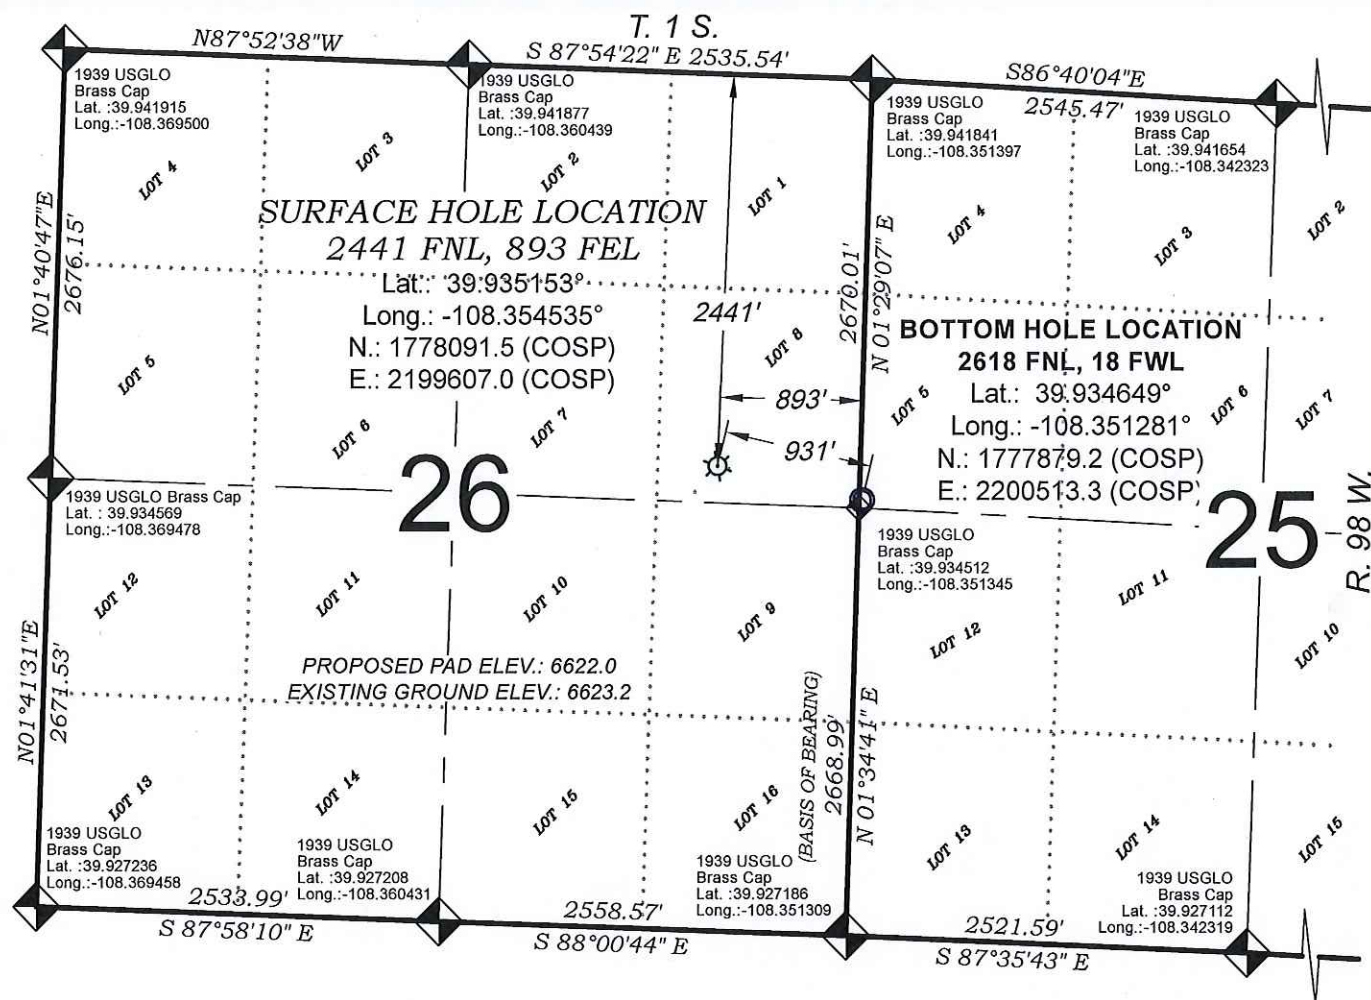 T. 1 S.
N87°52'38"W
S 87°54'22" E 2535.54'
S86°40'04"E
2545.47'
1939 USGLO
Brass Cap
Lat. :39.941915
Long.:-108.369500
1939 USGLO
Brass Cap
Lat. :39.941877
Long.:-108.360439
1939 USGLO
Brass Cap
Lat. :39.941841
Long.:-108.351397
1939 USGLO
Brass Cap
Lat. :39.941654
Long.:-108.342323
LOT 4
LOT 3
LOT 2
LOT 1
LOT 4
LOT 3
LOT 2
SURFACE HOLE LOCATION
2441 FNL, 893 FEL
Lat.: 39.935153°
Long.: -108.354535°
N.: 1778091.5 (COSP)
E.: 2199607.0 (COSP)
N01°40'47"E
2676.15'
2441'
2670.01'
N 01°29'07" E
BOTTOM HOLE LOCATION
2618 FNL, 18 FWL
Lat.: 39.934649°
Long.: -108.351281°
N.: 1777879.2 (COSP)
E.: 2200513.3 (COSP)
LOT 5
LOT 6
LOT 7
LOT 8
LOT 5
LOT 6
LOT 7
893'
931'
26
25
R. 98 W.
1939 USGLO Brass Cap
Lat. : 39.934569
Long.:-108.369478
1939 USGLO
Brass Cap
Lat. :39.934512
Long.:-108.351345
LOT 12
LOT 11
LOT 10
LOT 9
LOT 12
LOT 11
LOT 10
PROPOSED PAD ELEV.: 6622.0
EXISTING GROUND ELEV.: 6623.2
N01°41'31"E
2671.53'
(BASIS OF BEARING)
2668.99'
N 01°34'41" E
LOT 13
LOT 14
LOT 15
LOT 16
LOT 13
LOT 14
LOT 15
1939 USGLO
Brass Cap
Lat. :39.927236
Long.:-108.369458
1939 USGLO
Brass Cap
Lat. :39.927208
Long.:-108.360431
1939 USGLO
Brass Cap
Lat. :39.927186
Long.:-108.351309
1939 USGLO
Brass Cap
Lat. :39.927112
Long.:-108.342319
2533.99'
S 87°58'10" E
2558.57'
S 88°00'44" E
2521.59'
S 87°35'43" E